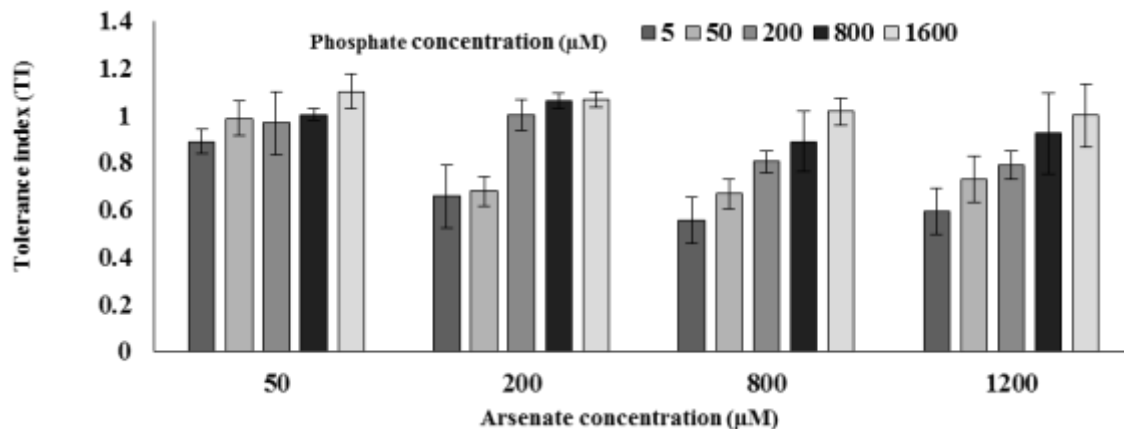 1.4
Phosphate concentration (µM) 5 50 200 800 1600
1.2
1
0.8
0.6
0.4
0.2
0
Tolerance index (TI)
50 200 800 1200
Arsenate concentration (µM)